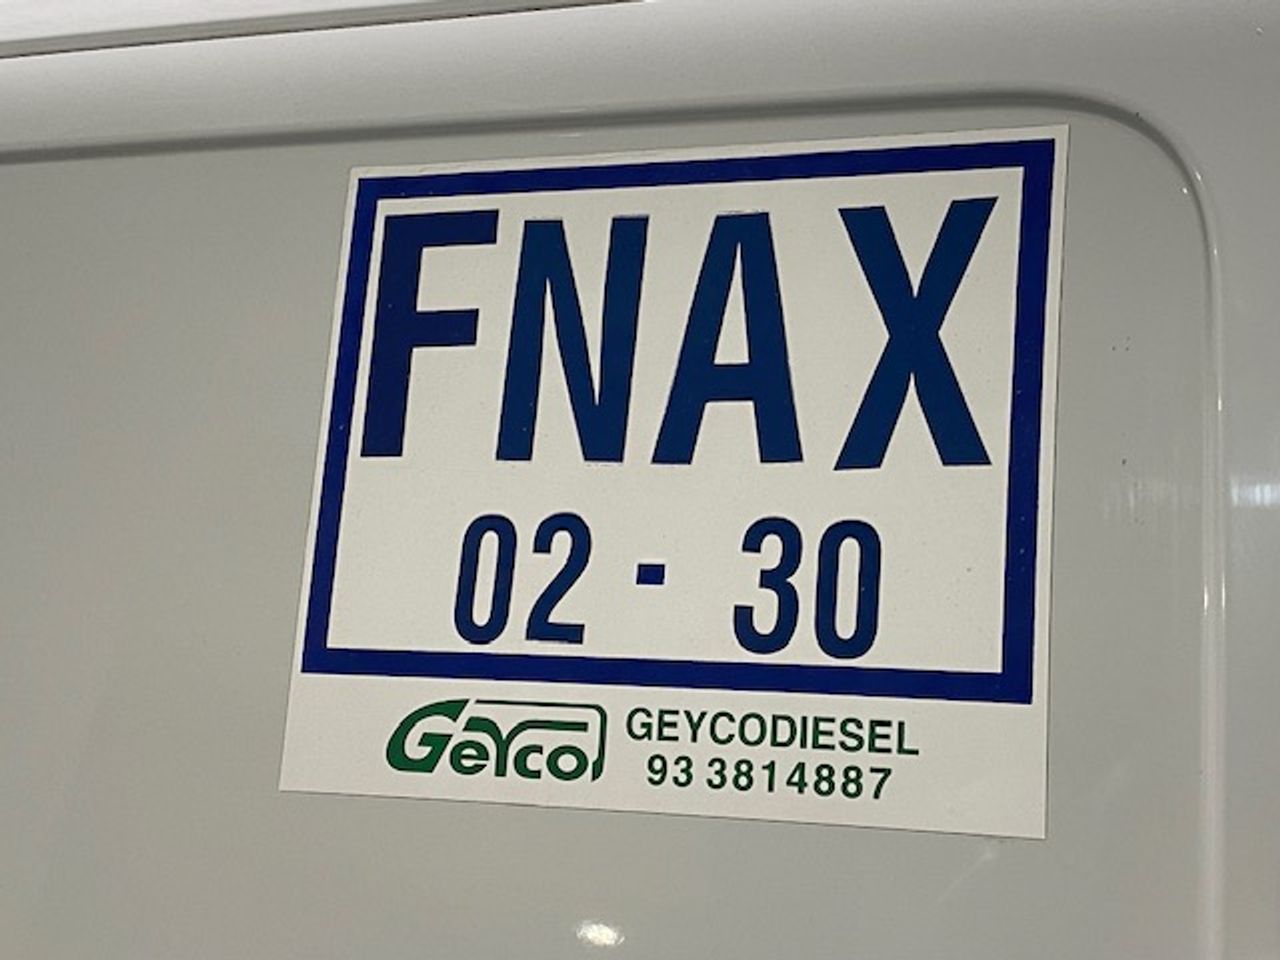 FNAX
02 - 30
Geyco GEYCODIESEL
93 3814887